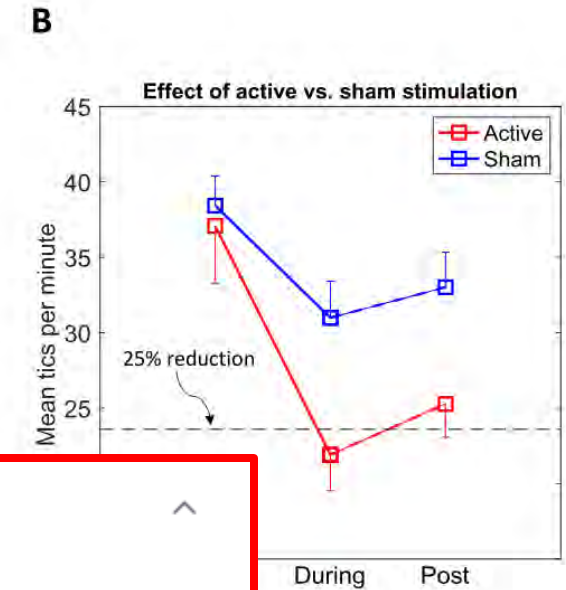 B
Effect of active vs. sham stimulation
45
Active
Sham
40
35
Mean tics per minute
30
25% reduction
25
During
Post